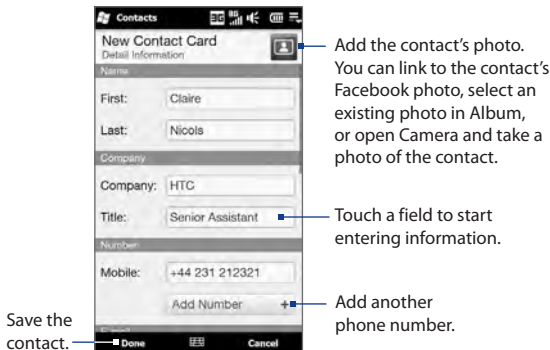 Contacts
New Contact Card
Detail Information
Name
First: Claire
Last: Nicols
Company
Company: HTC
Title: Senior Assistant
Number
Mobile: +44 231 212321
Add Number +
Done Cancel
Add the contact's photo.
You can link to the contact's
Facebook photo, select an
existing photo in Album,
or open Camera and take a
photo of the contact.
Touch a field to start
entering information.
Add another
phone number.
Save the
contact.